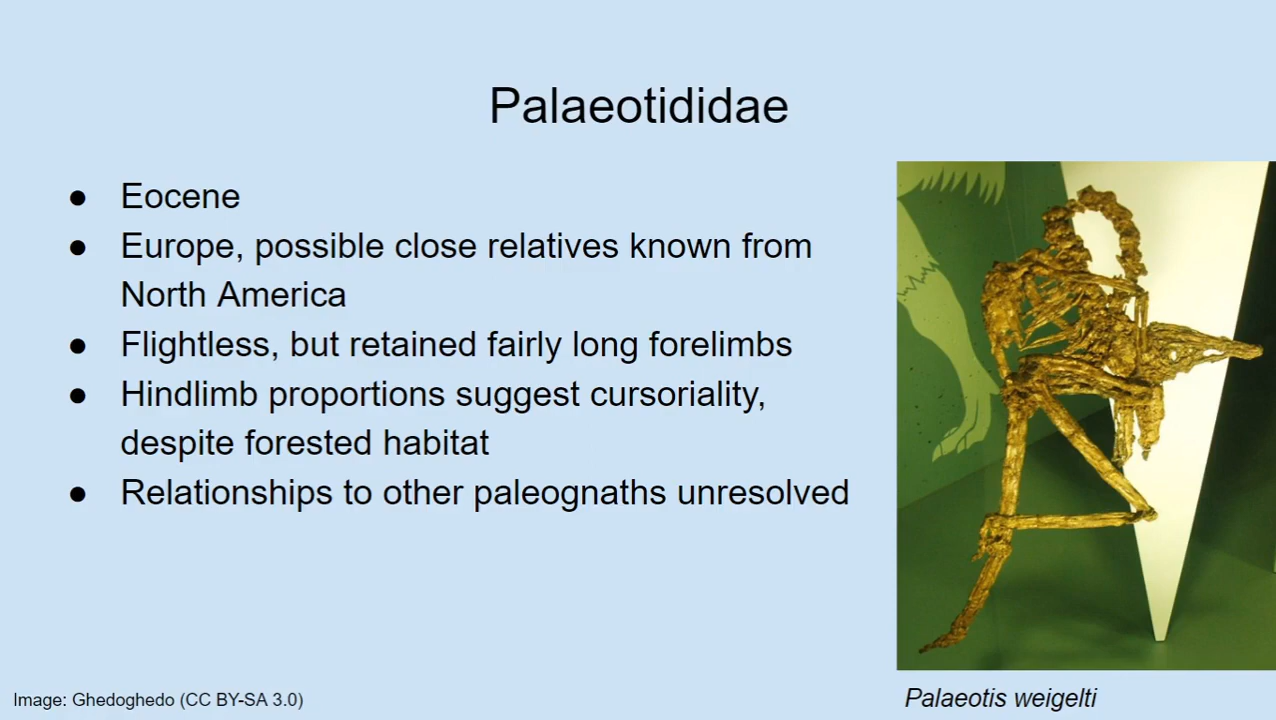 Palaeotididae
● Eocene
● Europe, possible close relatives known from
North America
● Flightless, but retained fairly long forelimbs
● Hindlimb proportions suggest cursoriality,
despite forested habitat
● Relationships to other paleognaths unresolved
Image: Ghedoghedo (CC BY-SA 3.0)
Palaeotis weigelti